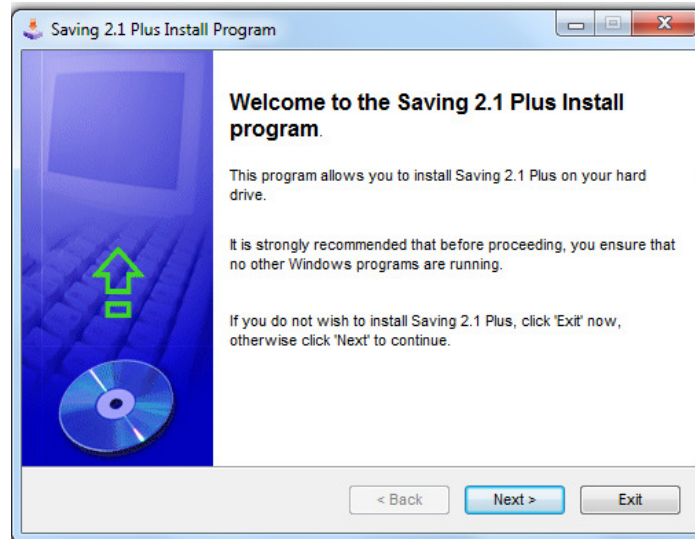 Saving 2.1 Plus Install Program
Welcome to the Saving 2.1 Plus Install
program.
This program allows you to install Saving 2.1 Plus on your hard
drive.
It is strongly recommended that before proceeding, you ensure that
no other Windows programs are running.
If you do not wish to install Saving 2.1 Plus, click 'Exit' now,
otherwise click 'Next' to continue.
< Back Next > Exit